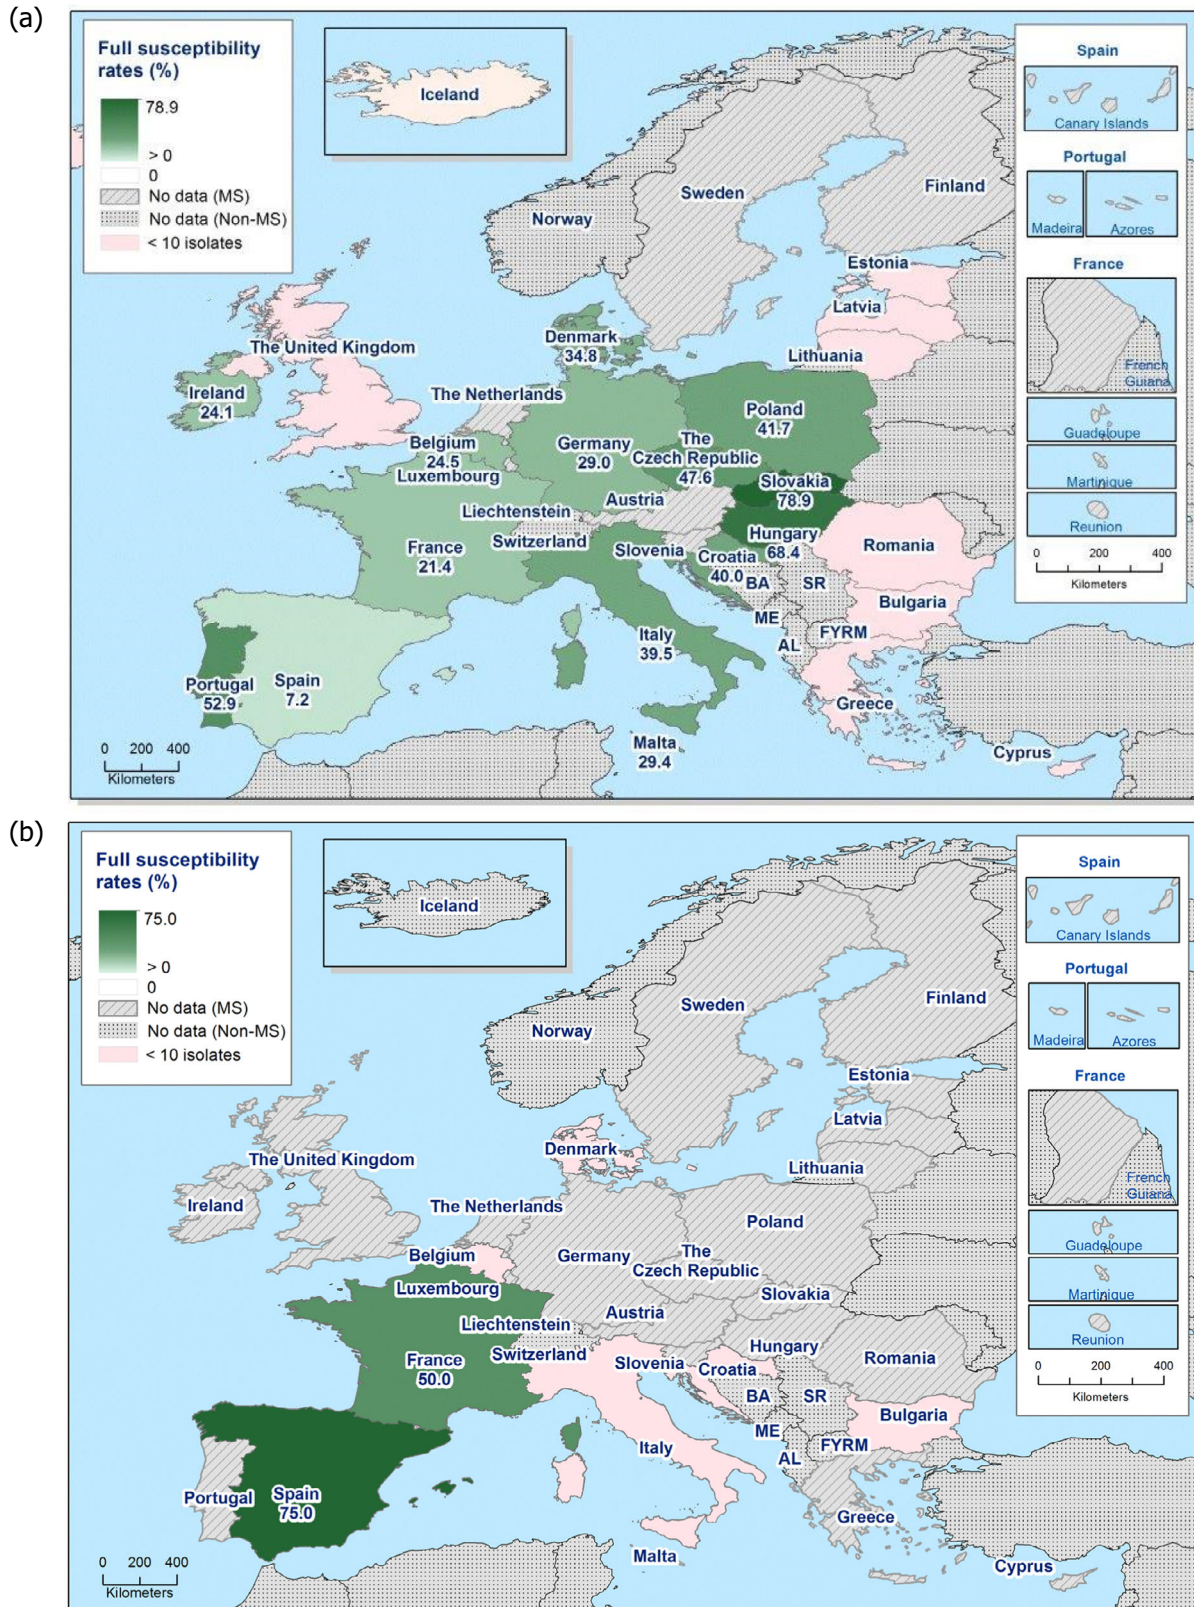 (a)
Full susceptibility
rates (%)
78.9
> 0
0
No data (MS)
No data (Non-MS)
< 10 isolates
Iceland
Norway
Sweden
Finland
Estonia
Latvia
Lithuania
The United Kingdom
Ireland
24.1
Denmark
34.8
The Netherlands
Belgium
24.5
Luxembourg
Germany
29.0
Poland
41.7
The
Czech Republic
47.6
Slovakia
78.9
Austria
Liechtenstein
Switzerland
France
21.4
Hungary
68.4
Slovenia
Croatia
40.0
Romania
BA
SR
Bulgaria
ME
FYRM
AL
Italy
39.5
Portugal
52.9
Spain
7.2
Greece
Malta
29.4
Cyprus
0 200 400
Kilometers
Spain
Canary Islands
Portugal
Madeira
Azores
France
French
Guiana
Guadeloupe
Martinique
Reunion
0 200 400
Kilometers
(b)
Full susceptibility
rates (%)
75.0
> 0
0
No data (MS)
No data (Non-MS)
< 10 isolates
Iceland
Norway
Sweden
Finland
Estonia
Latvia
Lithuania
The United Kingdom
Ireland
Denmark
The Netherlands
Belgium
Luxembourg
Germany
Poland
The
Czech Republic
Slovakia
Austria
Liechtenstein
Switzerland
France
50.0
Hungary
Slovenia
Croatia
Romania
BA
SR
Bulgaria
ME
FYRM
AL
Italy
Portugal
Spain
75.0
Greece
Malta
Cyprus
0 200 400
Kilometers
Spain
Canary Islands
Portugal
Madeira
Azores
France
French
Guiana
Guadeloupe
Martinique
Reunion
0 200 400
Kilometers